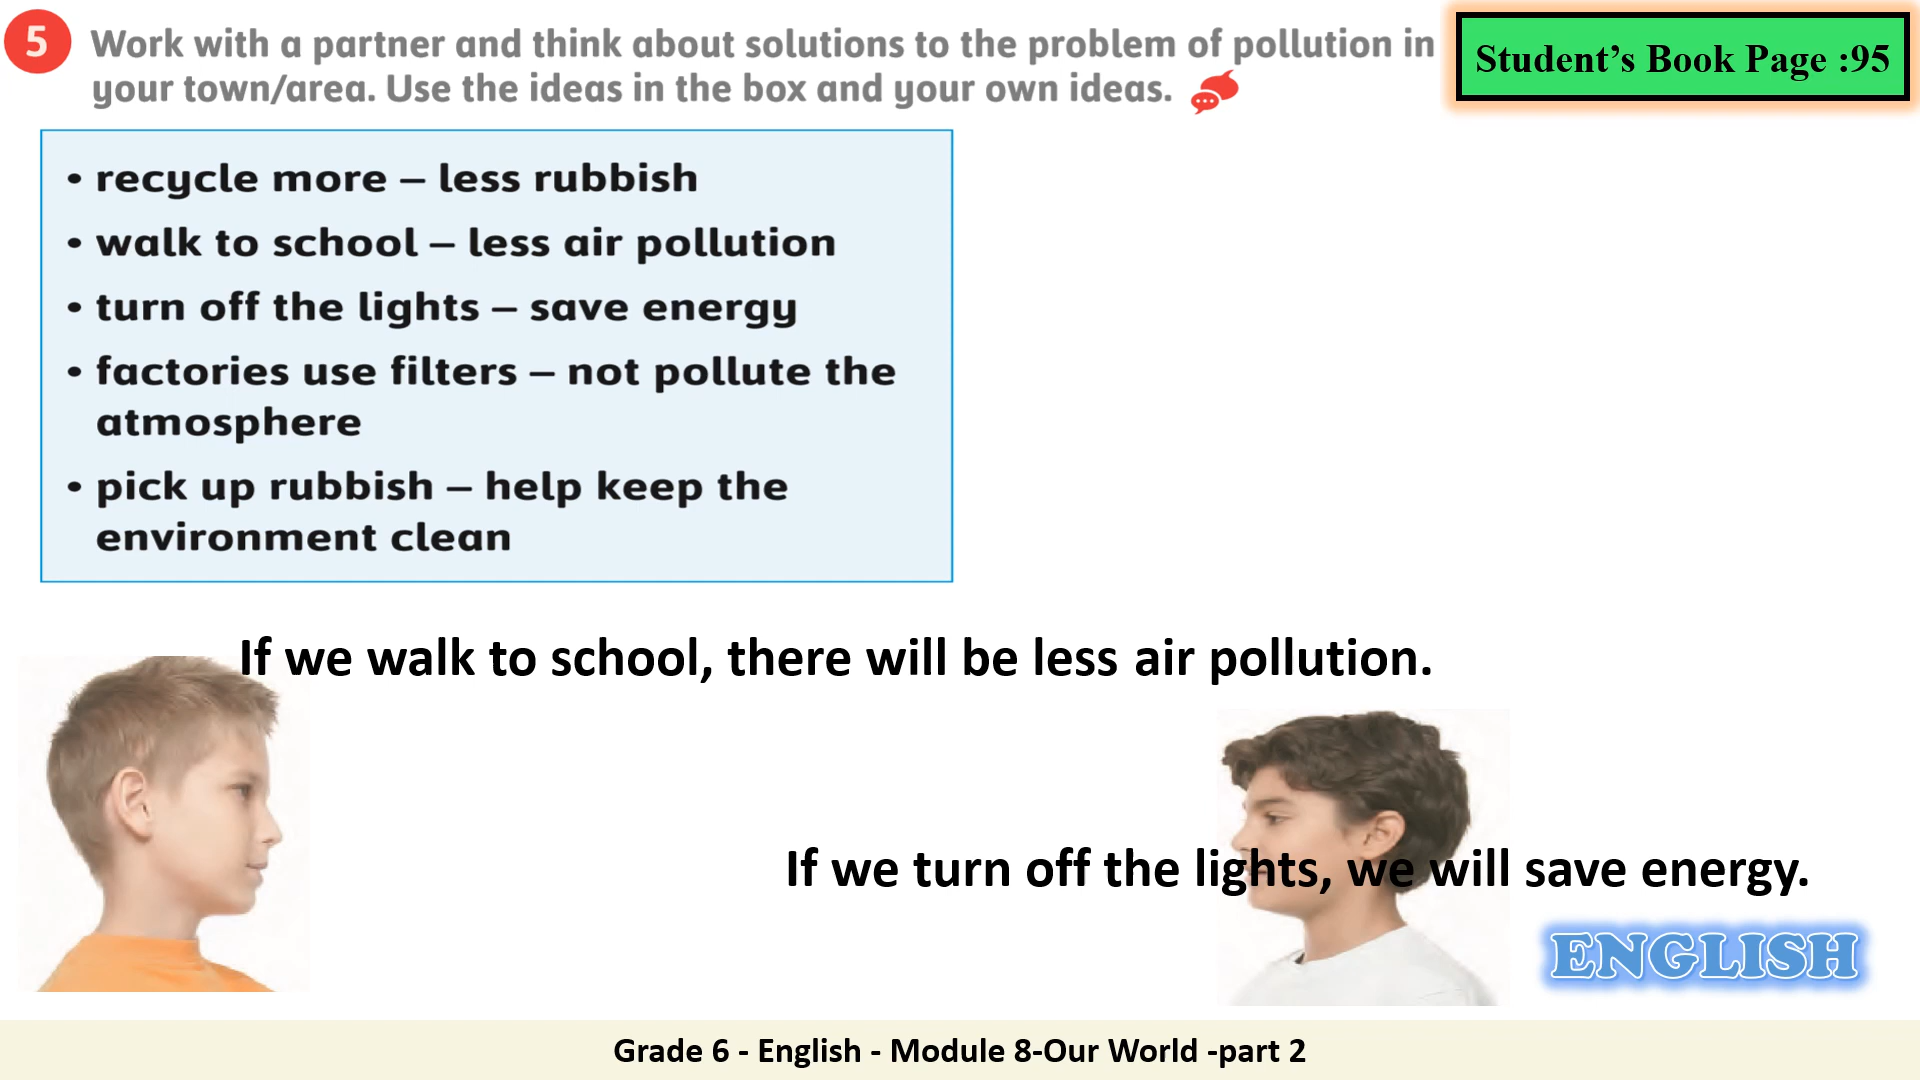 5 Work with a partner and think about solutions to the problem of pollution in
your town/area. Use the ideas in the box and your own ideas.
Student’s Book Page :95
• recycle more – less rubbish
• walk to school – less air pollution
• turn off the lights – save energy
• factories use filters – not pollute the
atmosphere
• pick up rubbish – help keep the
environment clean
If we walk to school, there will be less air pollution.
If we turn off the lights, we will save energy.
ENGLISH
Grade 6 - English - Module 8-Our World -part 2